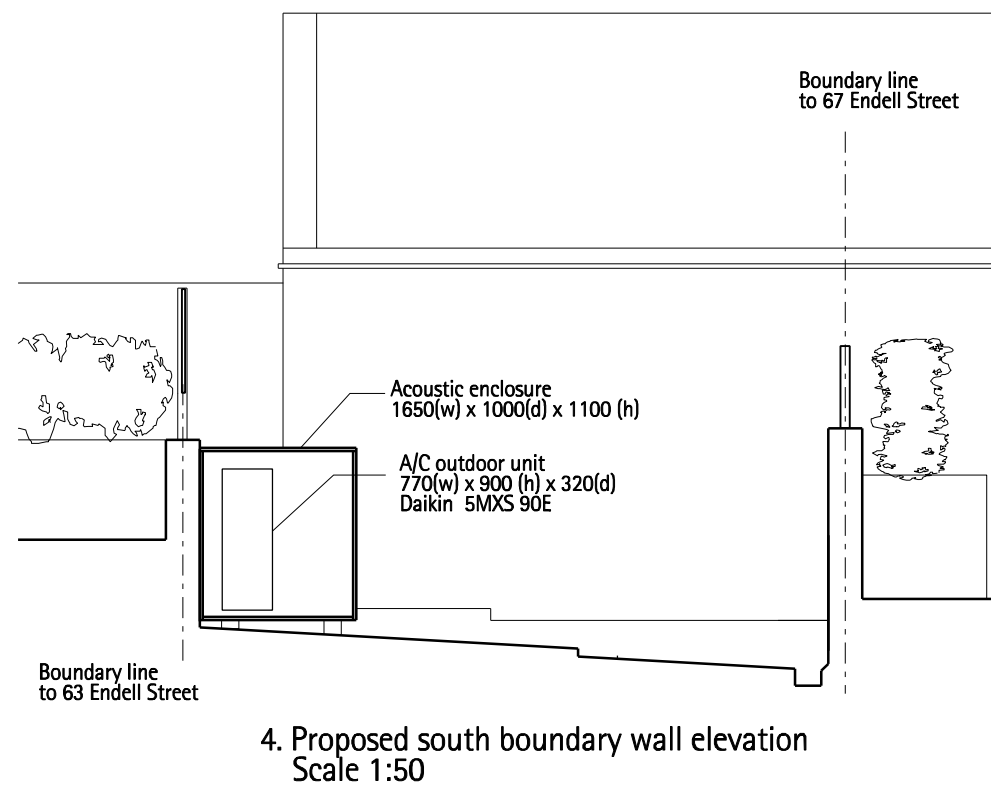 Boundary line
to 67 Endell Street
Acoustic enclosure
1650(w) x 1000(d) x 1100 (h)
A/C outdoor unit
770(w) x 900 (h) x 320(d)
Daikin 5MXS 90E
Boundary line
to 63 Endell Street
4. Proposed south boundary wall elevation
Scale 1:50